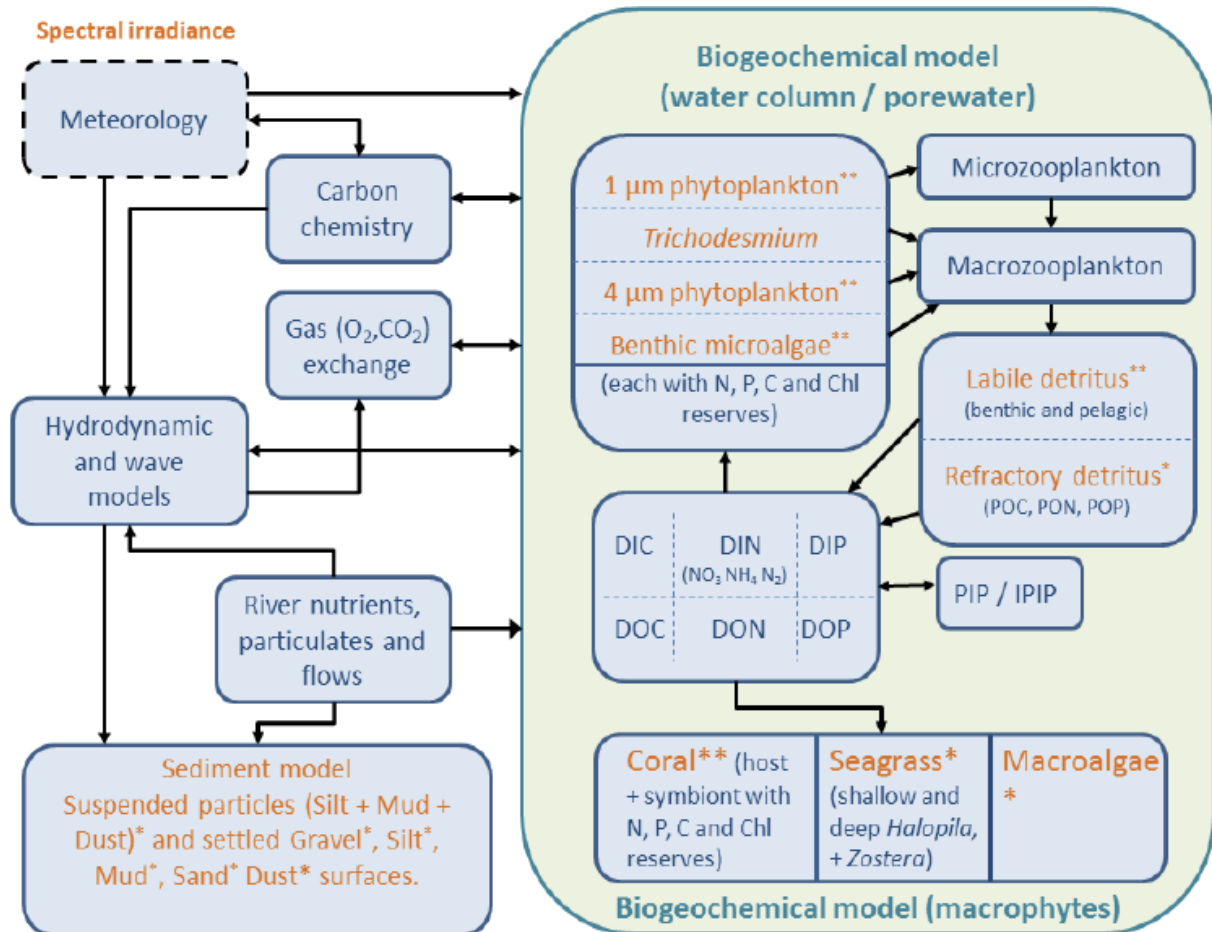 Spectral irradiance
Meteorology
Carbon
chemistry
Gas (O₂,CO₂)
exchange
Hydrodynamic
and wave
models
River nutrients,
particulates and
flows
Sediment model
Suspended particles (Silt + Mud +
Dust)* and settled Gravel*, Silt*,
Mud*, Sand* Dust* surfaces.
Biogeochemical model
(water column / porewater)
1 µm phytoplankton**
Trichodesmium
4 µm phytoplankton**
Benthic microalgae**
(each with N, P, C and Chl
reserves)
Microzooplankton
Macrozooplankton
Labile detritus**
(benthic and pelagic)
Refractory detritus*
(POC, PON, POP)
DIC
DIN
(NO₃ NH₄ N₂)
DIP
DOC
DON
DOP
PIP / IPIP
Coral** (host
+ symbiont with
N, P, C and Chl
reserves)
Seagrass*
(shallow and
deep Halopila,
+ Zostera)
Macroalgae
*
Biogeochemical model (macrophytes)